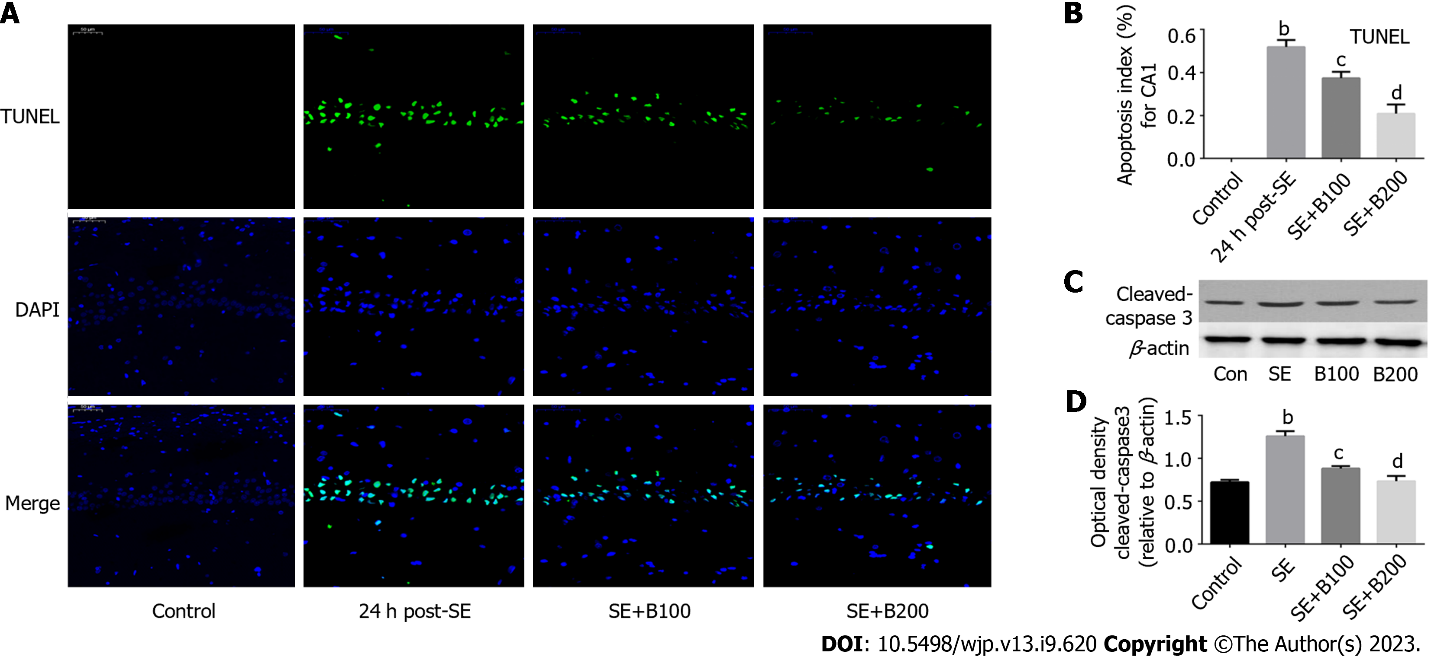 A
50 μm
TUNEL
DAPI
Merge
Control
24 h post-SE
SE+B100
SE+B200
B
Apoptosis index (%)
for CA1
0.6
0.4
0.2
0.0
TUNEL
b
c
d
Control
24 h post-SE
SE+B100
SE+B200
C
Cleaved-
caspase 3
β-actin
Con
SE
B100
B200
D
Optical density
cleaved-caspase3
(relative to β-actin)
1.5
1.0
0.5
0.0
b
c
d
Control
SE
SE+B100
SE+B200
DOI: 10.5498/wjp.v13.i9.620 Copyright ©The Author(s) 2023.